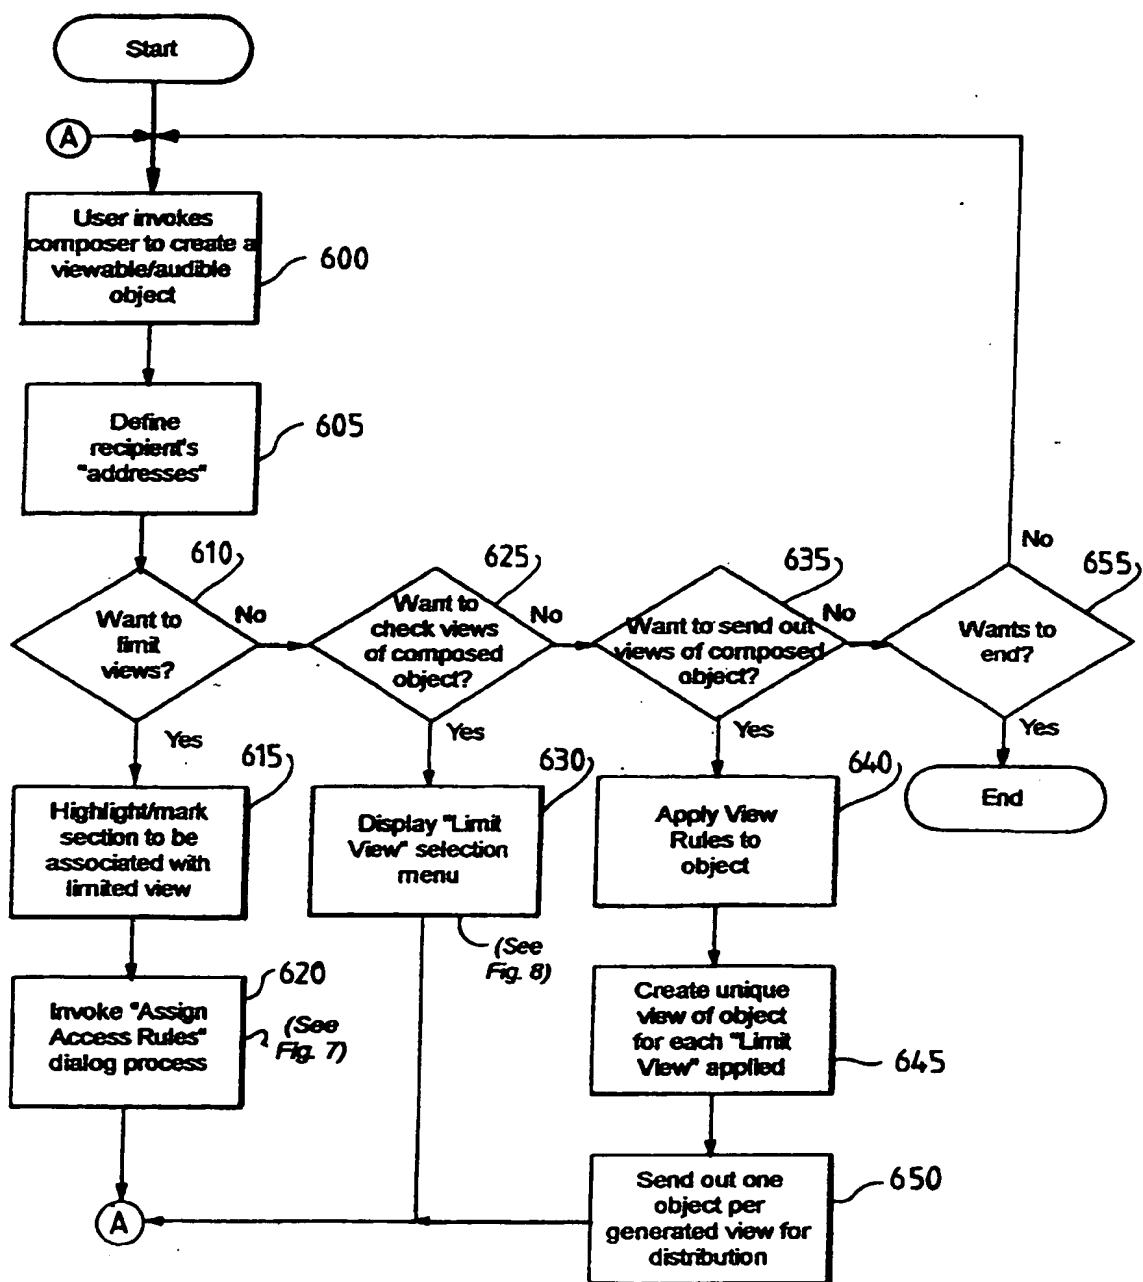 Start
A
User invokes
composer to create a
viewable/audible
object
600
Define
recipient's
"addresses"
605
610
Want to
limit
views?
No
Yes
625
Want to
check views
of composed
object?
No
Yes
635
Want to send out
views of composed
object?
No
Yes
655
Wants to
end?
No
Yes
End
615
Highlight/mark
section to be
associated with
limited view
630
Display "Limit
View" selection
menu
(See
Fig. 8)
640
Apply View
Rules to
object
620
Invoke "Assign
Access Rules"
dialog process
(See
Fig. 7)
Create unique
view of object
for each "Limit
View" applied
645
A
Send out one
object per
generated view for
distribution
650